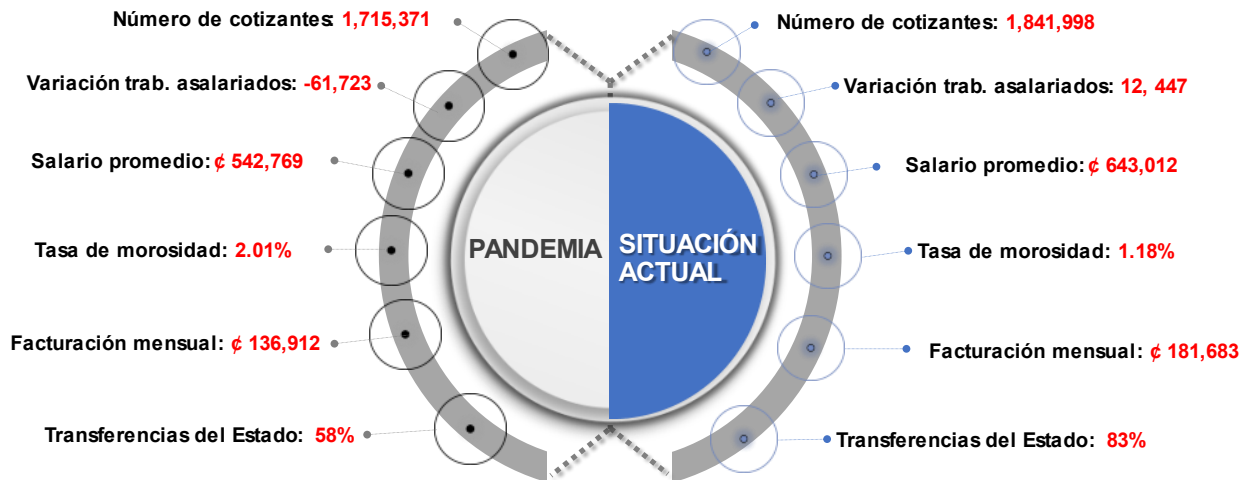 Número de cotizantes: 1,715,371
Variación trab. asalariados: -61,723
Salario promedio: ¢ 542,769
Tasa de morosidad: 2.01%
Facturación mensual: ¢ 136,912
Transferencias del Estado: 58%
PANDEMIA
SITUACIÓN
ACTUAL
Número de cotizantes: 1,841,998
Variación trab. asalariados: 12, 447
Salario promedio: ¢ 643,012
Tasa de morosidad: 1.18%
Facturación mensual: ¢ 181,683
Transferencias del Estado: 83%